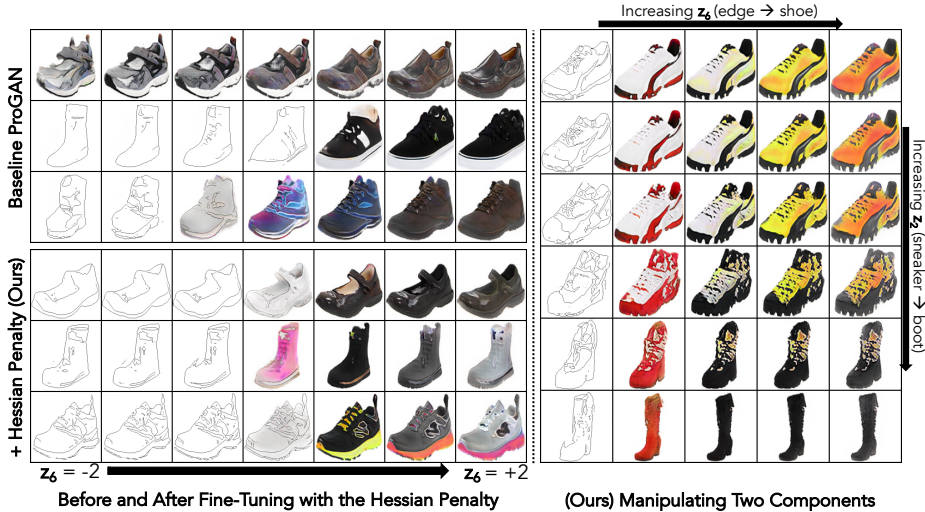 Increasing z6 (edge → shoe)
Baseline ProGAN
+ Hessian Penalty (Ours)
Increasing z2 (sneaker → boot)
z6 = -2
z6 = +2
Before and After Fine-Tuning with the Hessian Penalty
(Ours) Manipulating Two Components